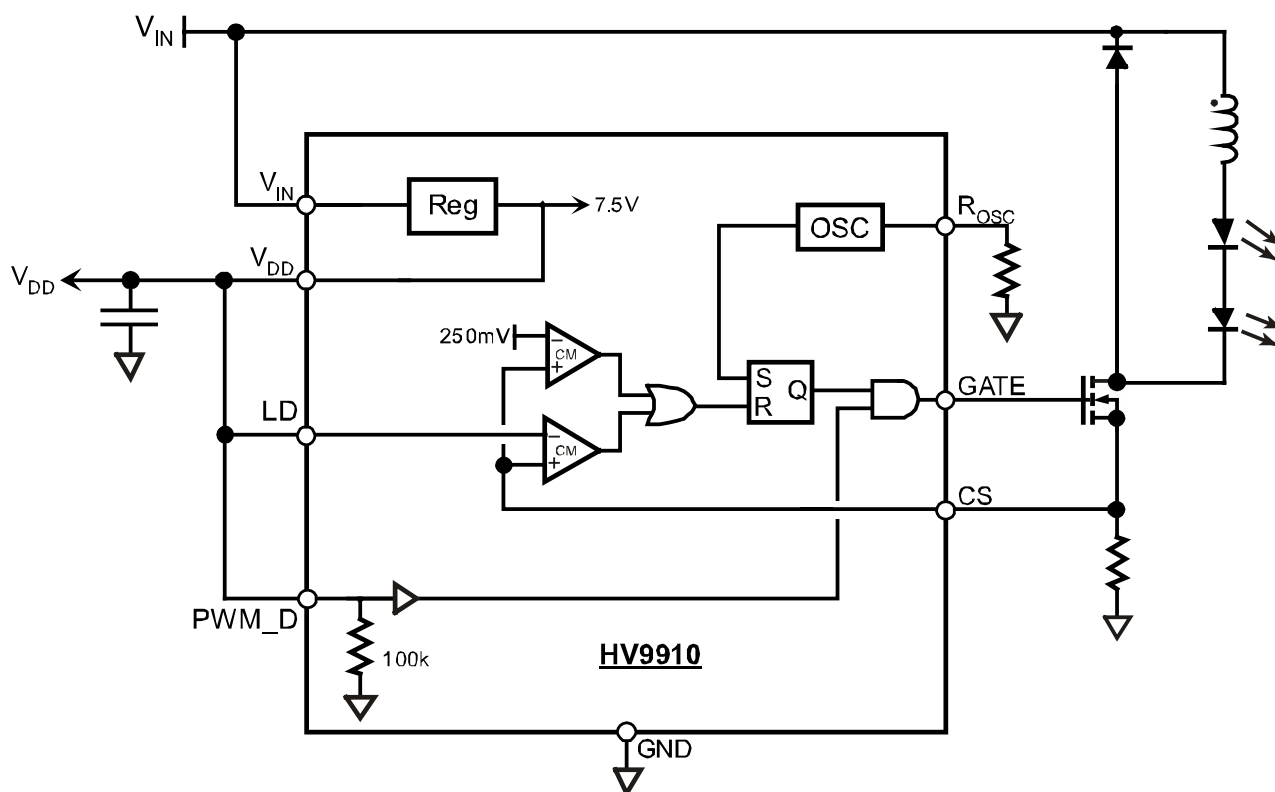 VIN
VIN
Reg
7.5V
OSC
ROSC
VDD
VDD
250mV
CM
S
Q
R
GATE
LD
CM
CS
PWM_D
100k
HV9910
GND